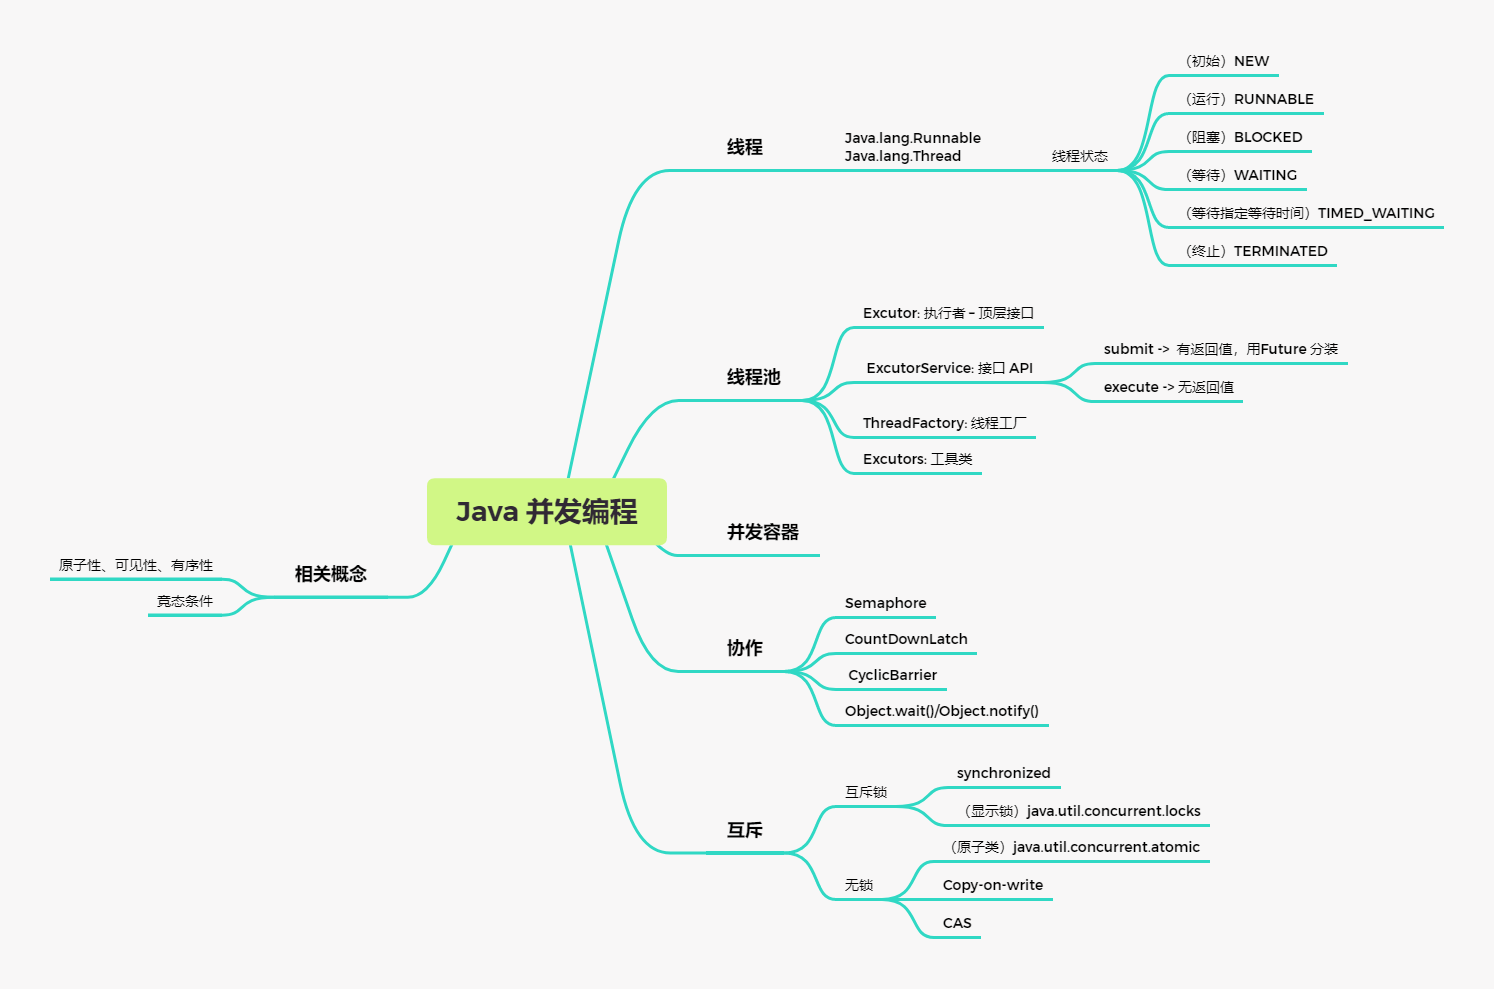 Java 并发编程
线程
Java.lang.Runnable
Java.lang.Thread
线程状态
（初始）NEW
（运行）RUNNABLE
（阻塞）BLOCKED
（等待）WAITING
（等待指定等待时间）TIMED_WAITING
（终止）TERMINATED
线程池
Excutor: 执行者 – 顶层接口
ExcutorService: 接口 API
submit -> 有返回值，用Future 分装
execute -> 无返回值
ThreadFactory: 线程工厂
Excutors: 工具类
并发容器
协作
Semaphore
CountDownLatch
CyclicBarrier
Object.wait()/Object.notify()
互斥
互斥锁
synchronized
（显示锁）java.util.concurrent.locks
无锁
（原子类）java.util.concurrent.atomic
Copy-on-write
CAS
相关概念
原子性、可见性、有序性
竟态条件